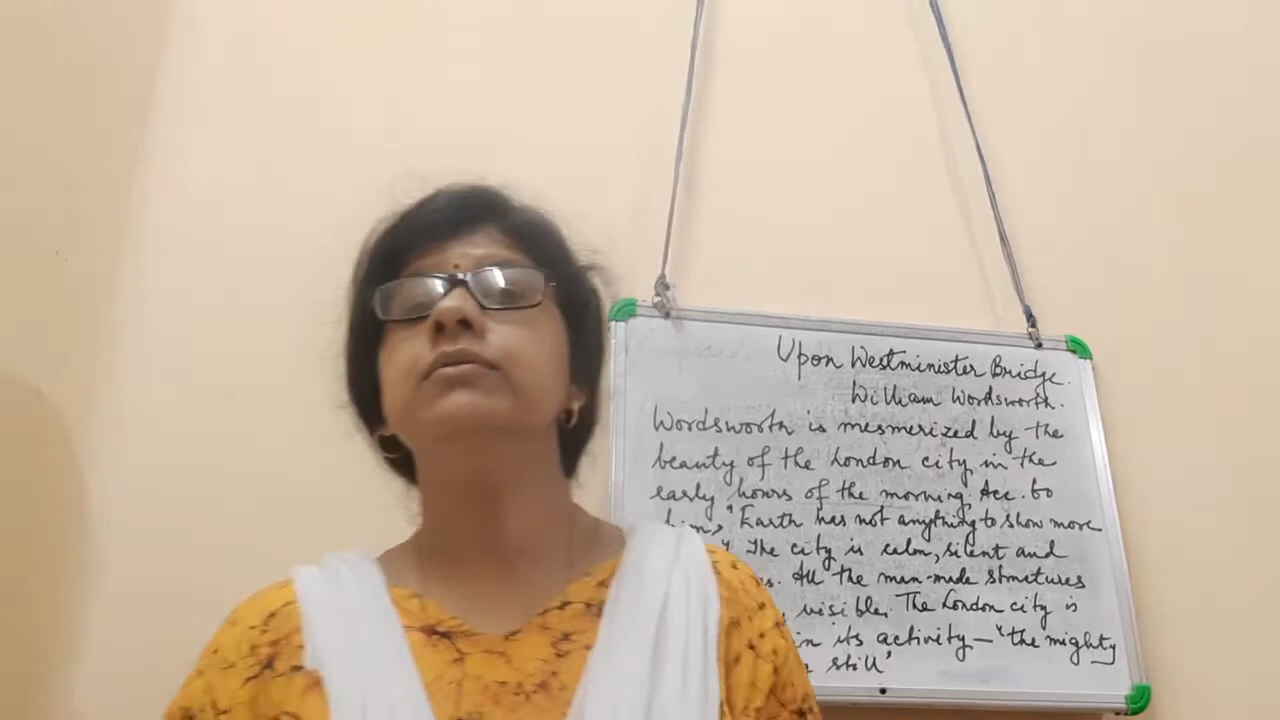 Upon Westminister Bridge.
William Wordsworth.
Wordsworth is mesmerized by the
beauty of the London city in the
early hours of the morning. Acc. to
him, "Earth has not anything to show more
The city is calm, silent and
All the man-made structures
visible. The London city is
in its activity - "the mighty
still"